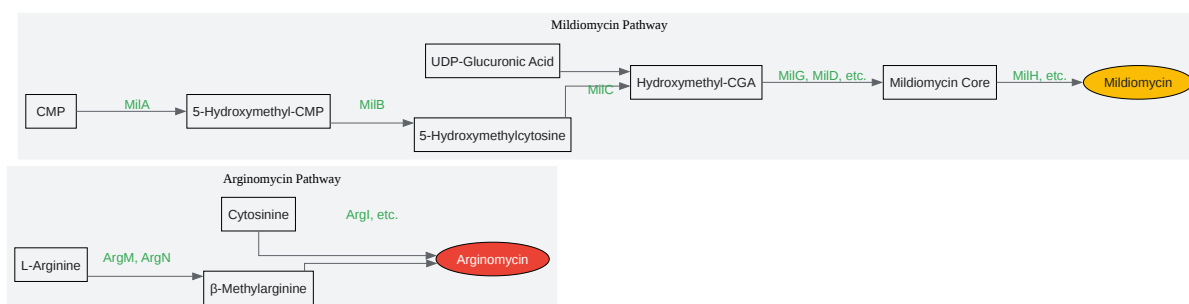 Mildiomycin Pathway
UDP-Glucuronic Acid
Hydroxymethyl-CGA
MilG, MilD, etc.
Mildiomycin Core
MilH, etc.
Mildiomycin
CMP
MilA
5-Hydroxymethyl-CMP
MilB
MilC
5-Hydroxymethylcytosine
Arginomycin Pathway
Cytosinine
ArgI, etc.
L-Arginine
ArgM, ArgN
β-Methylarginine
Arginomycin